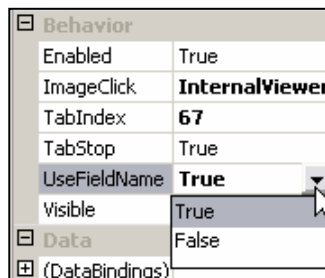 Behavior
Enabled True
ImageClick InternalViewer
TabIndex 67
TabStop True
UseFieldName True
Visible True
Data False
(DataBindings)